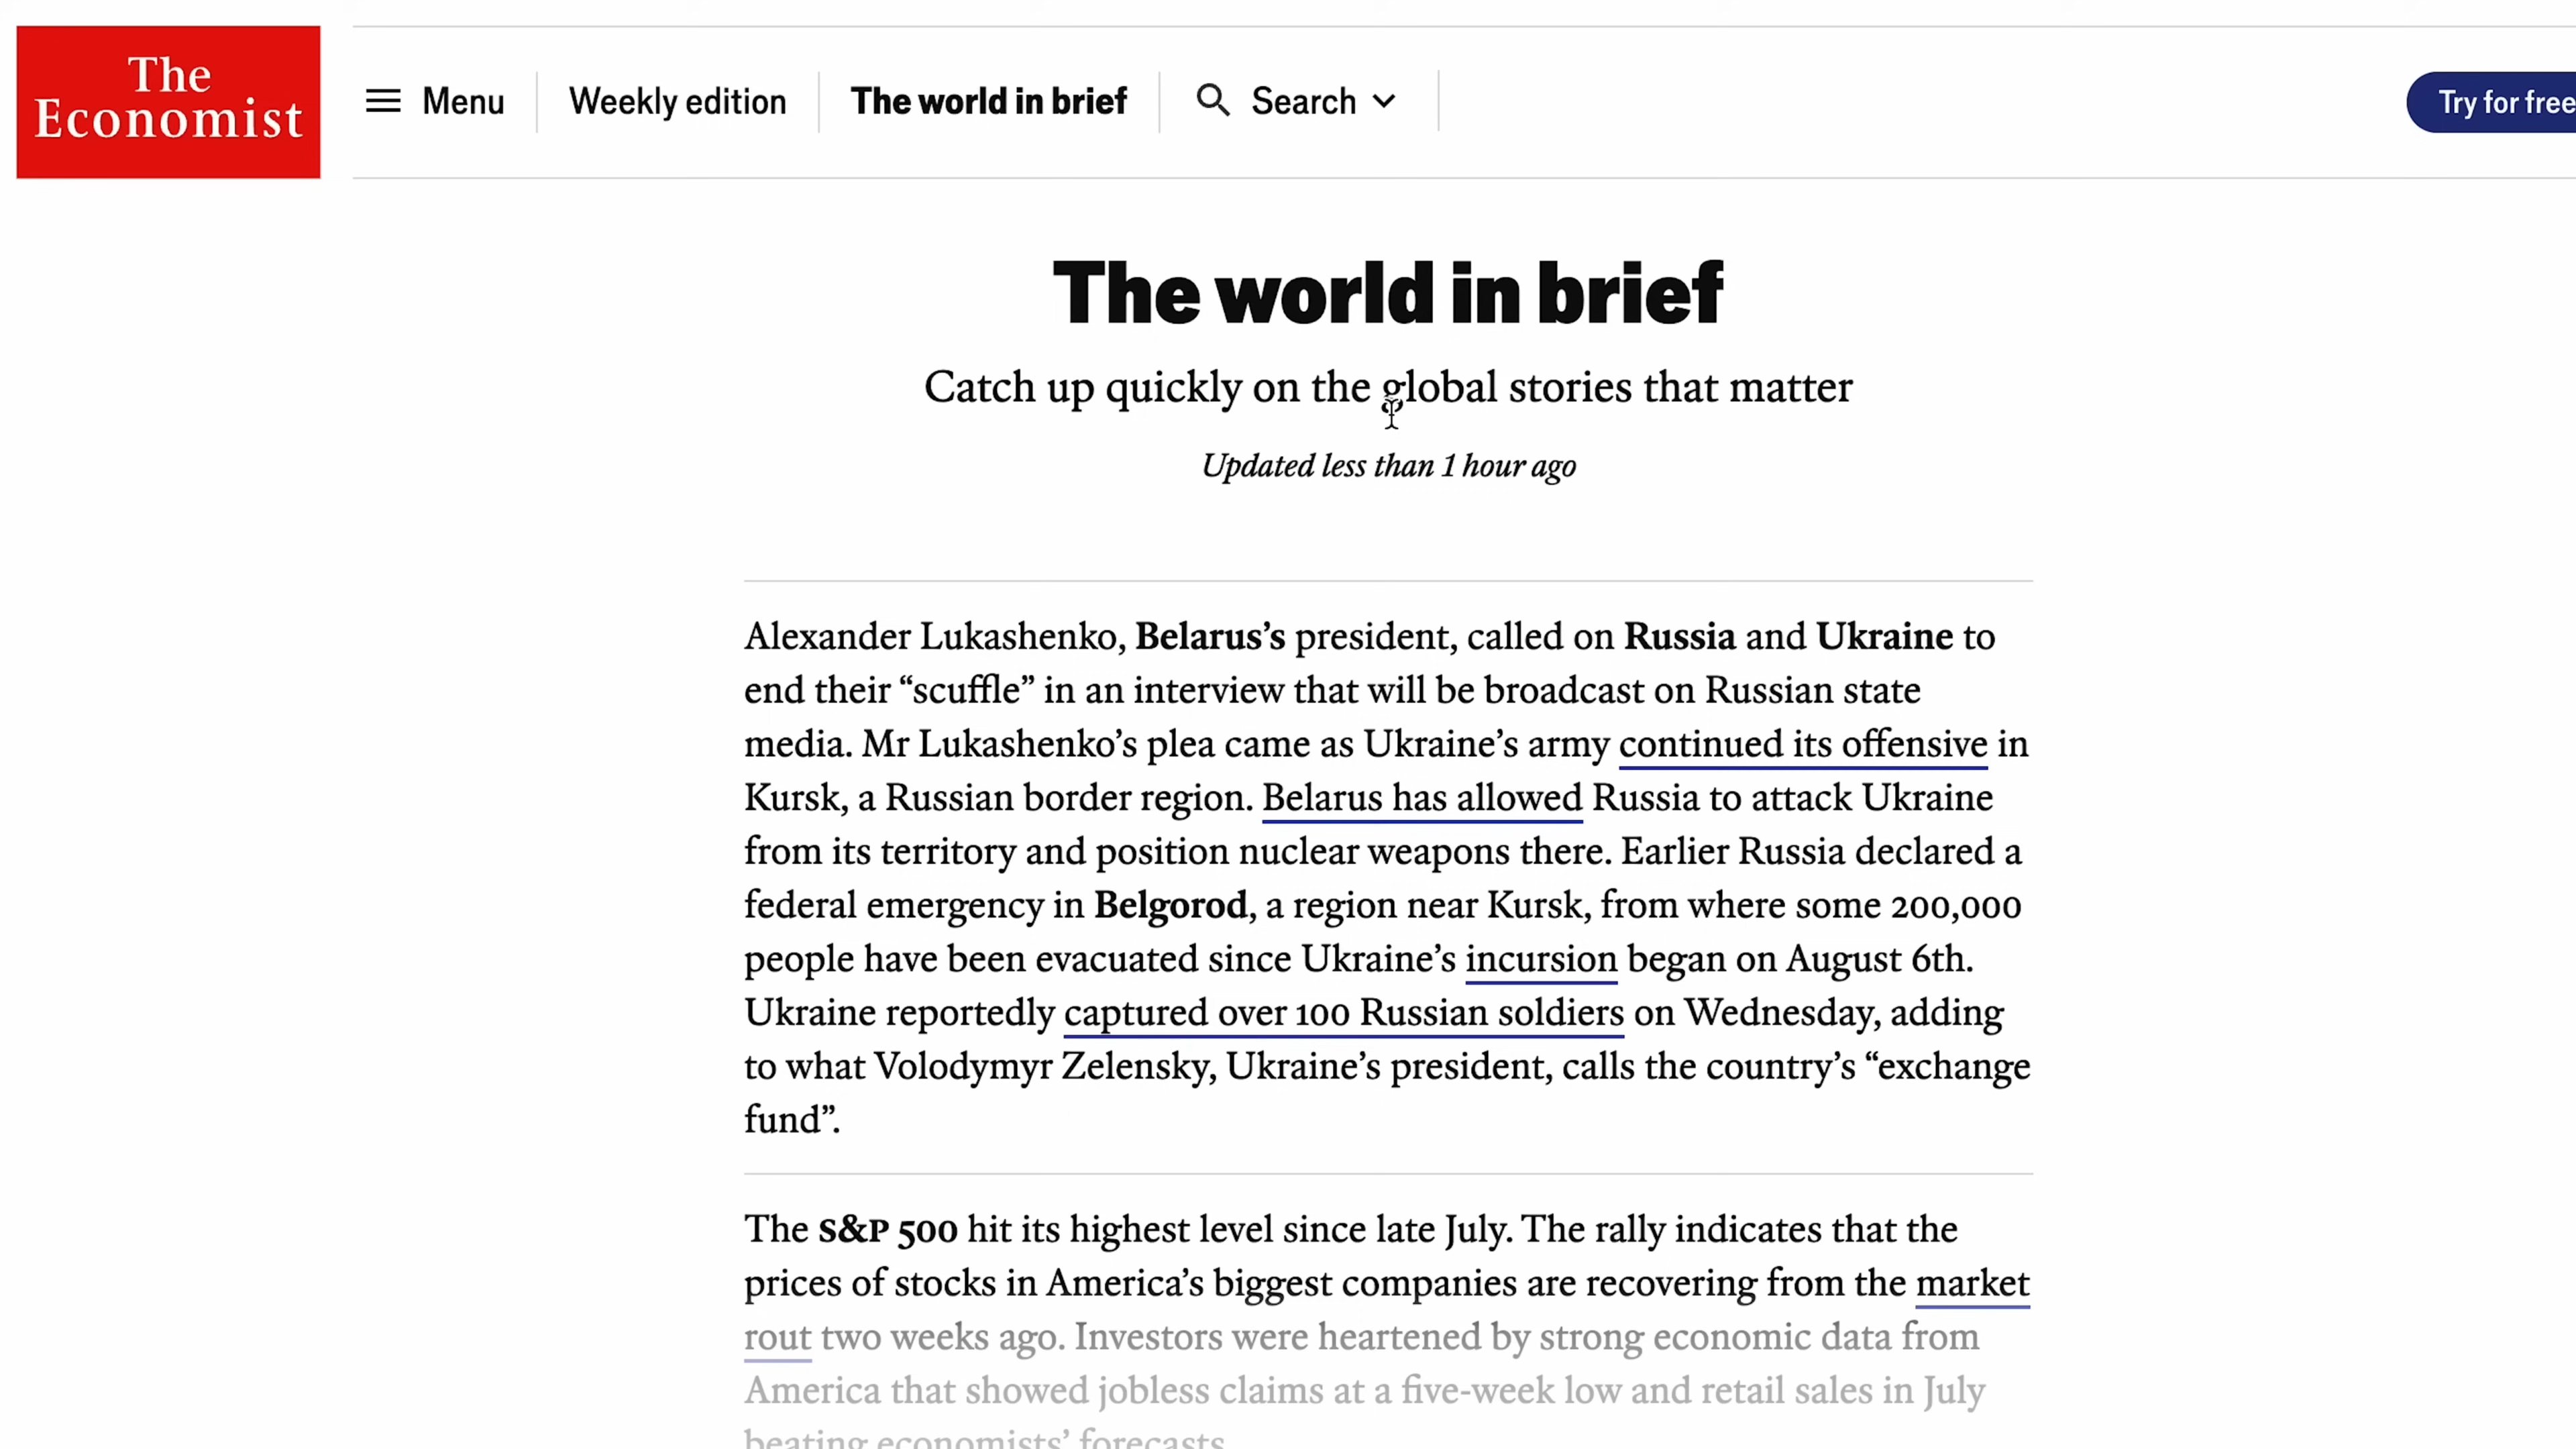 The
Economist
Menu
Weekly edition
The world in brief
Search
Try for free
The world in brief
Catch up quickly on the global stories that matter
Updated less than 1 hour ago
Alexander Lukashenko, Belarus’s president, called on Russia and Ukraine to
end their “scuffle” in an interview that will be broadcast on Russian state
media. Mr Lukashenko’s plea came as Ukraine’s army continued its offensive in
Kursk, a Russian border region. Belarus has allowed Russia to attack Ukraine
from its territory and position nuclear weapons there. Earlier Russia declared a
federal emergency in Belgorod, a region near Kursk, from where some 200,000
people have been evacuated since Ukraine’s incursion began on August 6th.
Ukraine reportedly captured over 100 Russian soldiers on Wednesday, adding
to what Volodymyr Zelensky, Ukraine’s president, calls the country’s “exchange
fund”.
The S&P 500 hit its highest level since late July. The rally indicates that the
prices of stocks in America’s biggest companies are recovering from the market
rout two weeks ago. Investors were heartened by strong economic data from
America that showed jobless claims at a five-week low and retail sales in July
beating economists’ forecasts